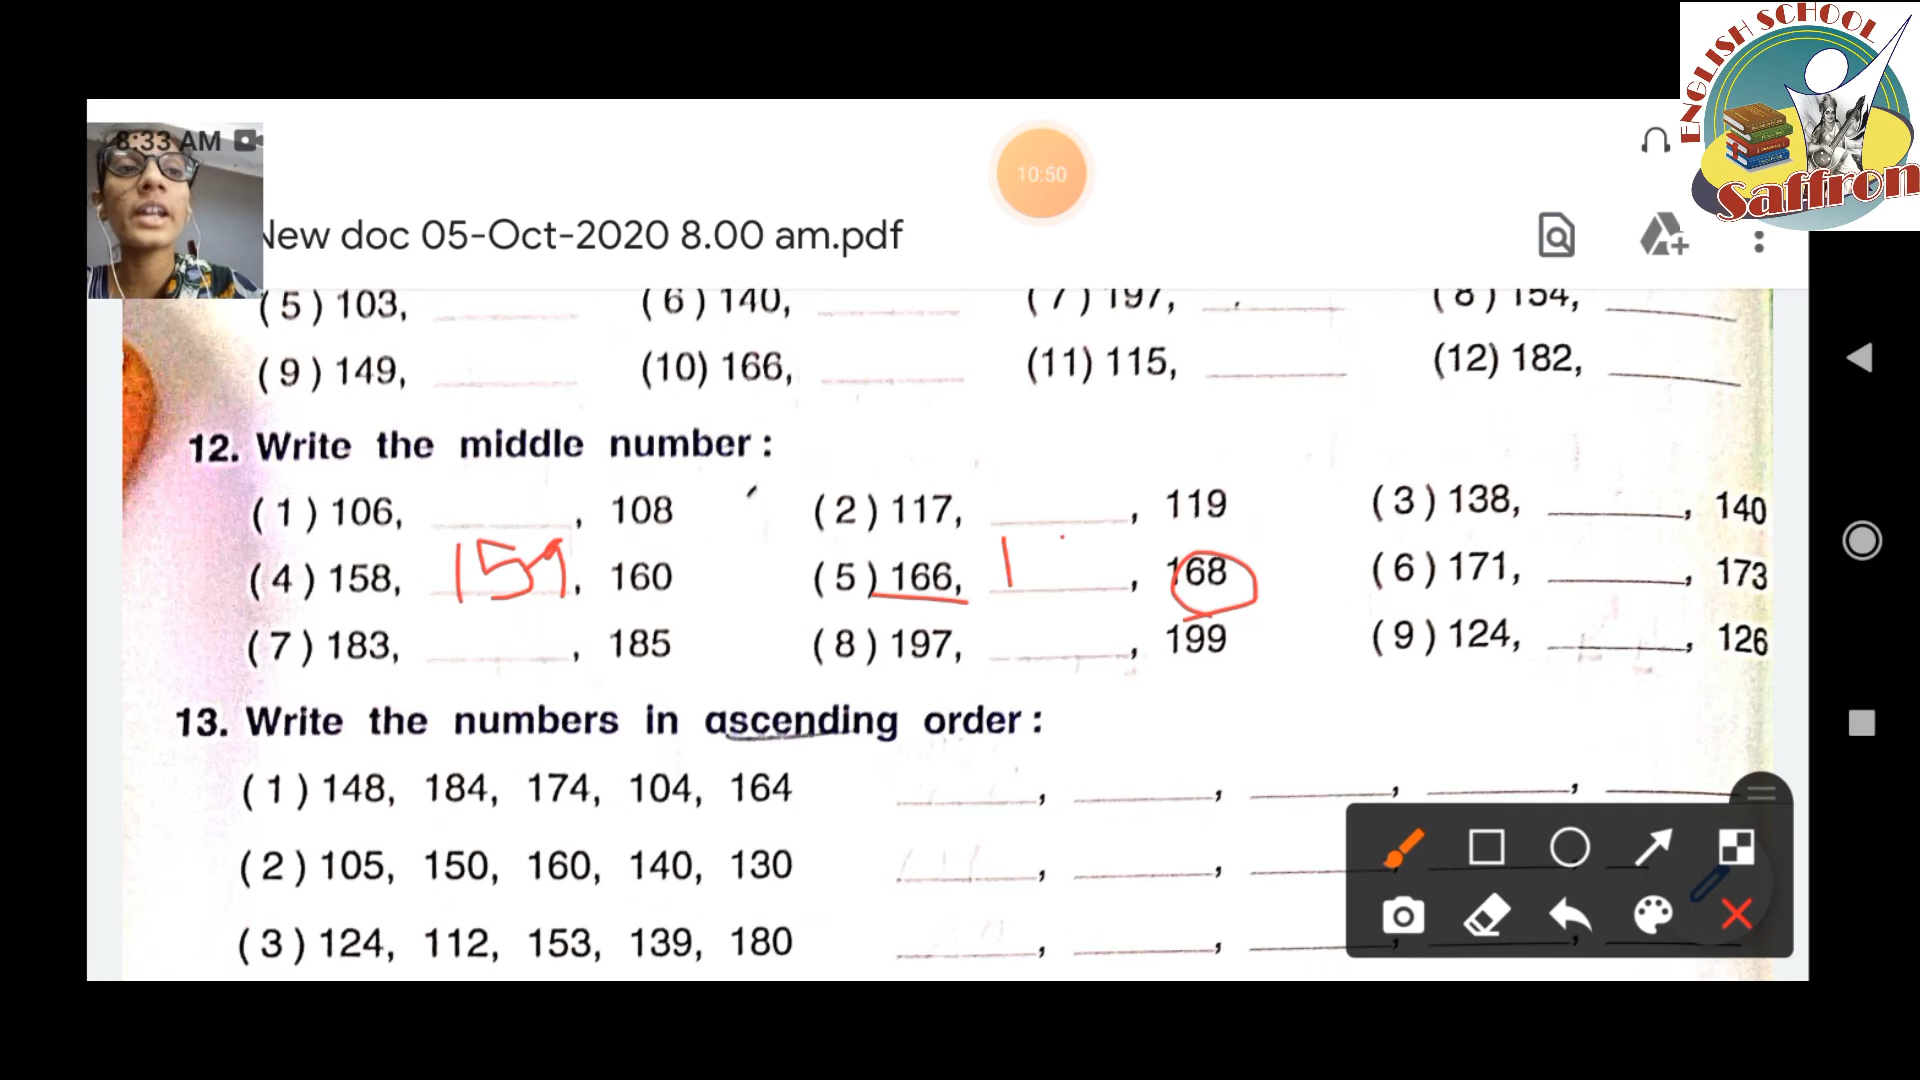 ENGLISH SCHOOL
Saffron
8:33 AM
10:50
New doc 05-Oct-2020 8.00 am.pdf
(5) 103, (6) 140, (7) 197, (8) 154,
(9) 149, (10) 166, (11) 115, (12) 182,
12. Write the middle number:
(1) 106, , 108 (2) 117, , 119 (3) 138, , 140
(4) 158, 159, 160 (5) 166, 1 , 168 (6) 171, , 173
(7) 183, , 185 (8) 197, , 199 (9) 124, , 126
13. Write the numbers in ascending order:
(1) 148, 184, 174, 104, 164
(2) 105, 150, 160, 140, 130
(3) 124, 112, 153, 139, 180